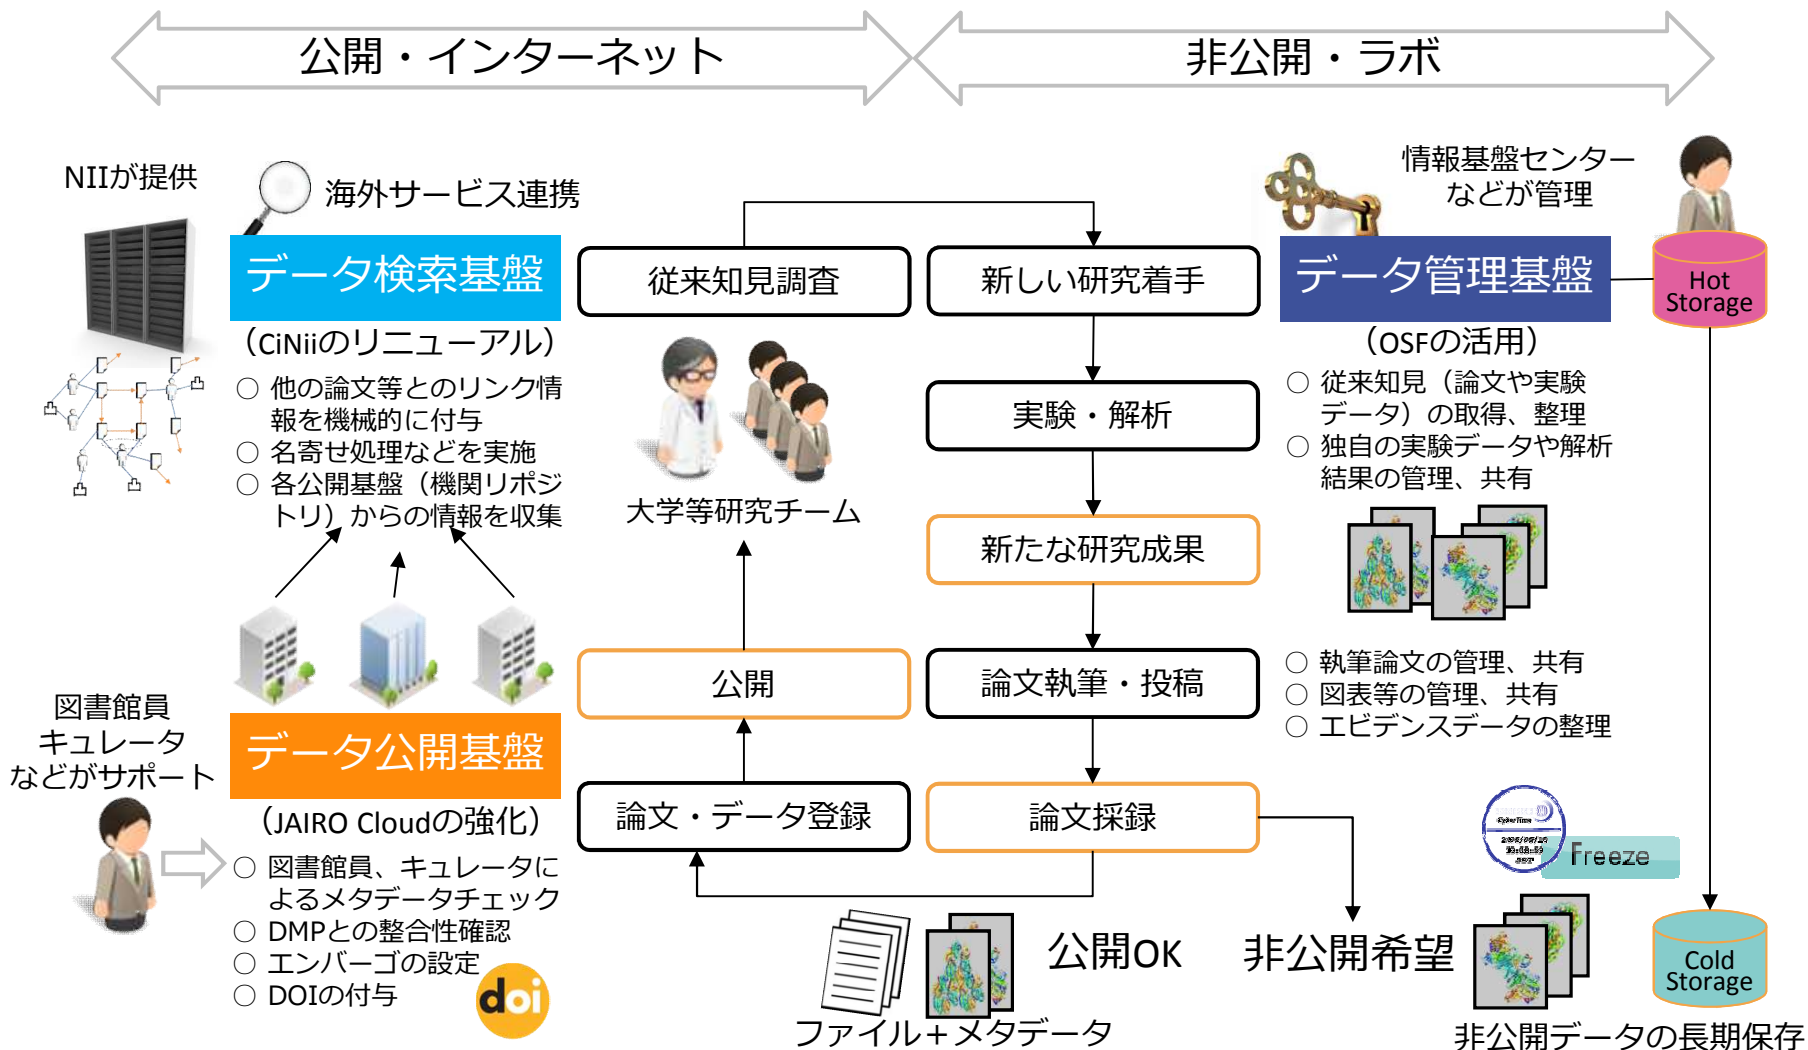 公開・インターネット
非公開・ラボ
NIIが提供
海外サービス連携
データ検索基盤
（CiNiiのリニューアル）
○ 他の論文等とのリンク情
報を機械的に付与
○ 名寄せ処理などを実施
○ 各公開基盤（機関リポジ
トリ）からの情報を収集
図書館員
キュレータ
などがサポート
データ公開基盤
（JAIRO Cloudの強化）
○ 図書館員、キュレータに
よるメタデータチェック
○ DMPとの整合性確認
○ エンバーゴの設定
○ DOIの付与
doi
従来知見調査
大学等研究チーム
公開
論文・データ登録
新しい研究着手
実験・解析
新たな研究成果
論文執筆・投稿
論文採録
ファイル＋メタデータ
公開OK
非公開希望
情報基盤センター
などが管理
データ管理基盤
（OSFの活用）
○ 従来知見（論文や実験
データ）の取得、整理
○ 独自の実験データや解析
結果の管理、共有
○ 執筆論文の管理、共有
○ 図表等の管理、共有
○ エビデンスデータの整理
Hot
Storage
Freeze
Cold
Storage
非公開データの長期保存